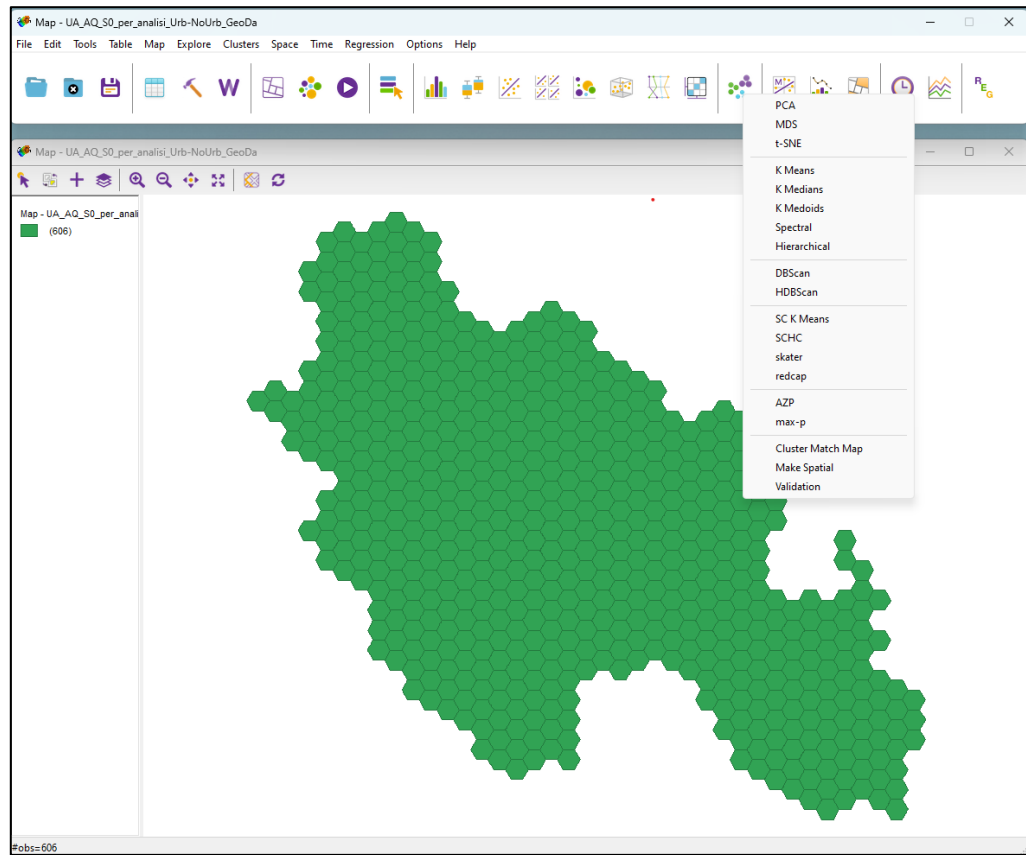 Map - UA_AQ_S0_per_analisi_Urb-NoUrb_GeoDa
File Edit Tools Table Map Explore Clusters Space Time Regression Options Help
W
M
REG
PCA
MDS
t-SNE
K Means
K Medians
K Medoids
Spectral
Hierarchical
DBScan
HDBScan
SC K Means
SCHC
skater
redcap
AZP
max-p
Cluster Match Map
Make Spatial
Validation
Map - UA_AQ_S0_per_analisi_Urb-NoUrb_GeoDa
Map - UA_AQ_S0_per_anali
(606)
#obs=606